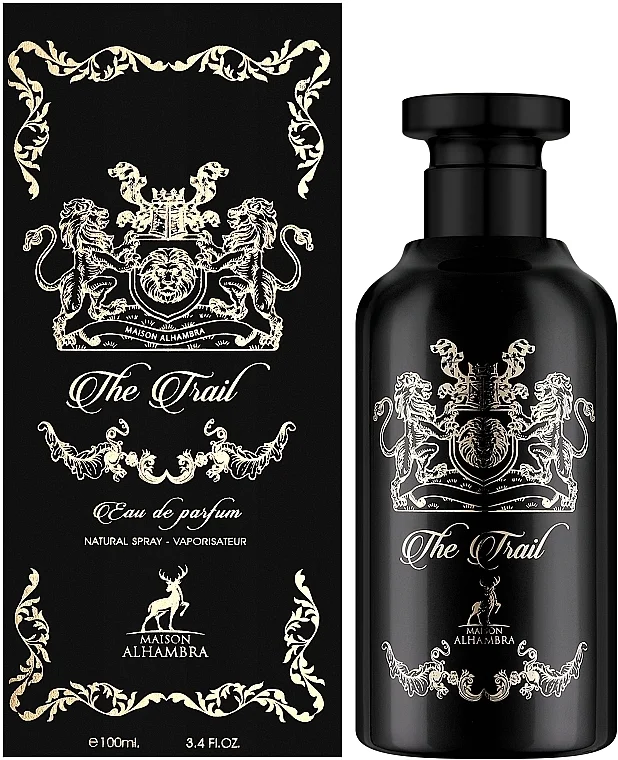 MAISON ALHAMBRA
The Trail
Eau de parfum
NATURAL SPRAY - VAPORISATEUR
MAISON
ALHAMBRA
℮100ml. 3.4 Fl.OZ.
The Trail
MAISON
ALHAMBRA